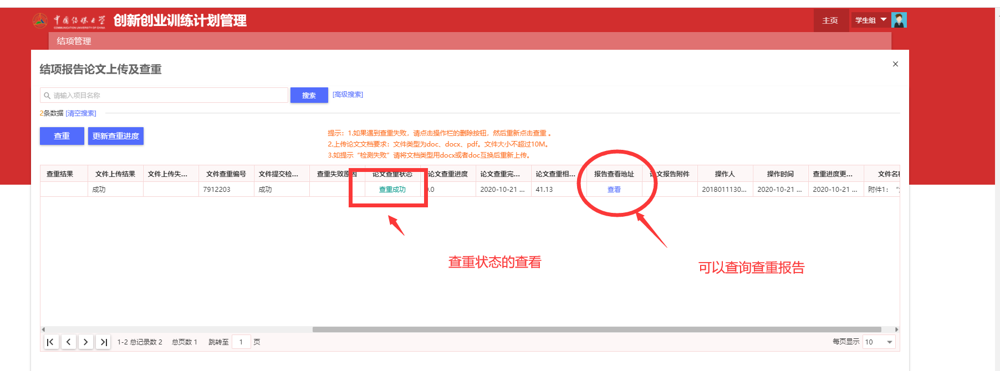 中国传媒大学 创新创业训练计划管理
COMMUNICATION UNIVERSITY OF CHINA
主页 学生组
结项管理
结项报告论文上传及查重 ×
请输入项目名称 搜索 [高级搜索]
2条数据 [清空搜索]
查重 更新查重进度
提示：1.如果遇到查重失败，请点击操作栏的删除按钮，然后重新点击查重 。
2.上传论文文档要求：文件类型为doc、docx、pdf。文件大小不超过10M。
3.如提示“检测失败”请将文档类型用docx或者doc互换后重新上传。
查重结果 文件上传结果 文件上传失... 文件查重编号 文件提交检... 查重失败原因 论文查重状态 论文查重进度 论文查重完... 论文查重相... 报告查看地址 论文报告附件 操作人 操作时间 查重进度更... 文件名
成功 7912203 成功 查重成功 .0 2020-10-21 ... 41.13 查看 2018011130... 2020-10-21 ... 2020-10-21 ... 附件1：
查重状态的查看
可以查询查重报告
1-2 总记录数 2 总页数 1 跳转至 1 页 每页显示 10